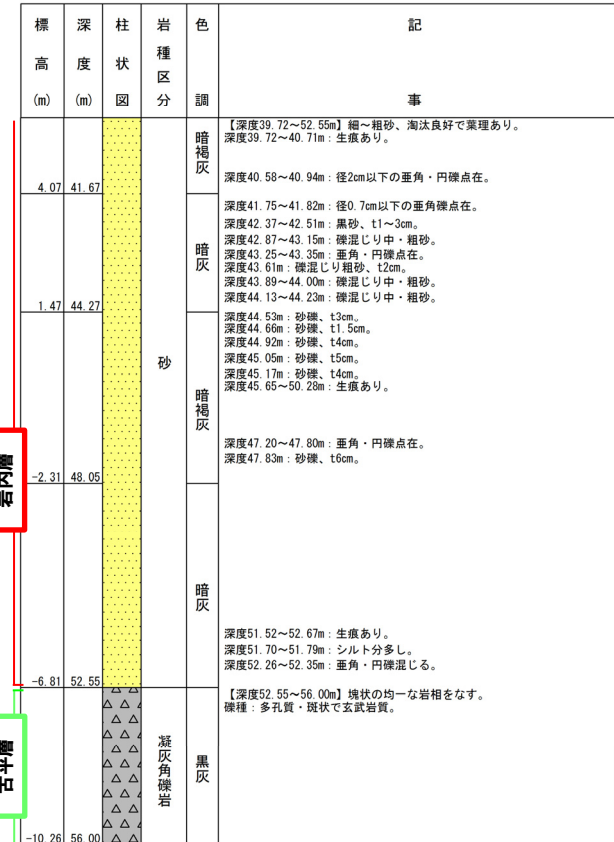 標高(m)
深度(m)
柱状図
岩種区分
色調
記事
【深度39.72～52.55m】細～粗砂、淘汰良好で葉理あり。
深度39.72～40.71m：生痕あり。
暗褐灰
深度40.58～40.94m：径2cm以下の亜角・円礫点在。
4.07 41.67
深度41.75～41.82m：径0.7cm以下の亜角礫点在。
深度42.37～42.51m：黒砂、t1～3cm。
深度42.87～43.15m：礫混じり中・粗砂。
暗灰
深度43.25～43.35m：亜角・円礫点在。
深度43.61m：礫混じり粗砂、t2cm。
深度43.89～44.00m：礫混じり中・粗砂。
深度44.13～44.23m：礫混じり中・粗砂。
1.47 44.27
深度44.53m：砂礫、t3cm。
深度44.66m：砂礫、t1.5cm。
深度44.92m：砂礫、t4cm。
深度45.05m：砂礫、t5cm。
砂
深度45.17m：砂礫、t4cm。
深度45.65～50.28m：生痕あり。
暗褐灰
深度47.20～47.80m：亜角・円礫点在。
深度47.83m：砂礫、t6cm。
岩内層
-2.31 48.05
暗灰
深度51.52～52.67m：生痕あり。
深度51.70～51.79m：シルト分多し。
深度52.26～52.35m：亜角・円礫混じる。
-6.81 52.55
【深度52.55～56.00m】塊状の均一な岩相をなす。
礫種：多孔質・斑状で玄武岩質。
古平層
凝灰角礫岩
黒灰
-10.26 56.00